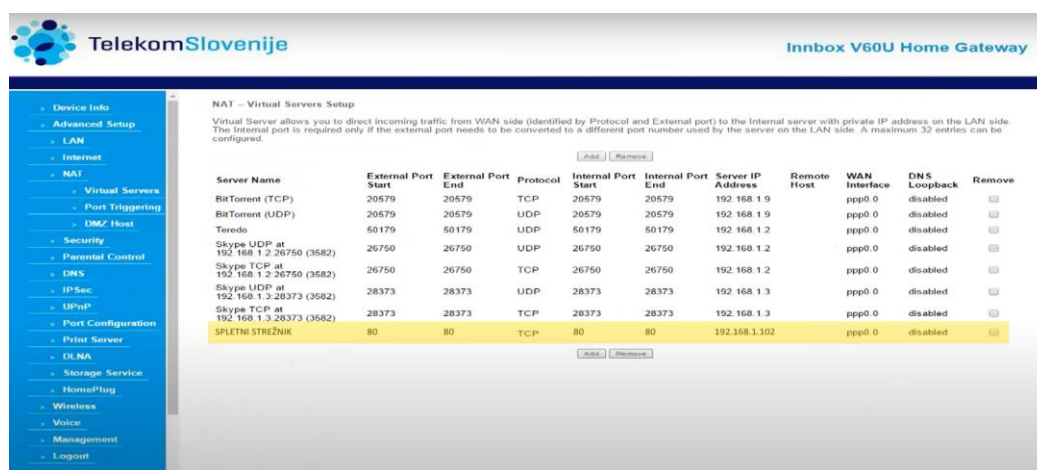 TelekomSlovenije
Innbox V60U Home Gateway
Device Info
Advanced Setup
LAN
Internet
NAT
Virtual Servers
Port Triggering
DMZ Host
Security
Parental Control
DNS
IPSec
UPnP
Port Configuration
Print Server
DLNA
Storage Service
HomePlug
Wireless
Voice
Management
Logout
NAT – Virtual Servers Setup
Virtual Server allows you to direct incoming traffic from WAN side (identified by Protocol and External port) to the Internal server with private IP address on the LAN side.
The Internal port is required only if the external port needs to be converted to a different port number used by the server on the LAN side. A maximum 32 entries can be
configured.
Add Remove
Server Name External Port Start External Port End Protocol Internal Port Start Internal Port End Server IP Address Remote Host WAN Interface DNS Loopback Remove
BitTorrent (TCP) 20579 20579 TCP 20579 20579 192.168.1.9 ppp0.0 disabled
BitTorrent (UDP) 20579 20579 UDP 20579 20579 192.168.1.9 ppp0.0 disabled
Teredo 50179 50179 UDP 50179 50179 192.168.1.2 ppp0.0 disabled
Skype UDP at 192.168.1.2:26750 (3582) 26750 26750 UDP 26750 26750 192.168.1.2 ppp0.0 disabled
Skype TCP at 192.168.1.2:26750 (3582) 26750 26750 TCP 26750 26750 192.168.1.2 ppp0.0 disabled
Skype UDP at 192.168.1.3:28373 (3582) 28373 28373 UDP 28373 28373 192.168.1.3 ppp0.0 disabled
Skype TCP at 192.168.1.3:28373 (3582) 28373 28373 TCP 28373 28373 192.168.1.3 ppp0.0 disabled
SPLETNI STREŽNIK 80 80 TCP 80 80 192.168.1.102 ppp0.0 disabled
Add Remove